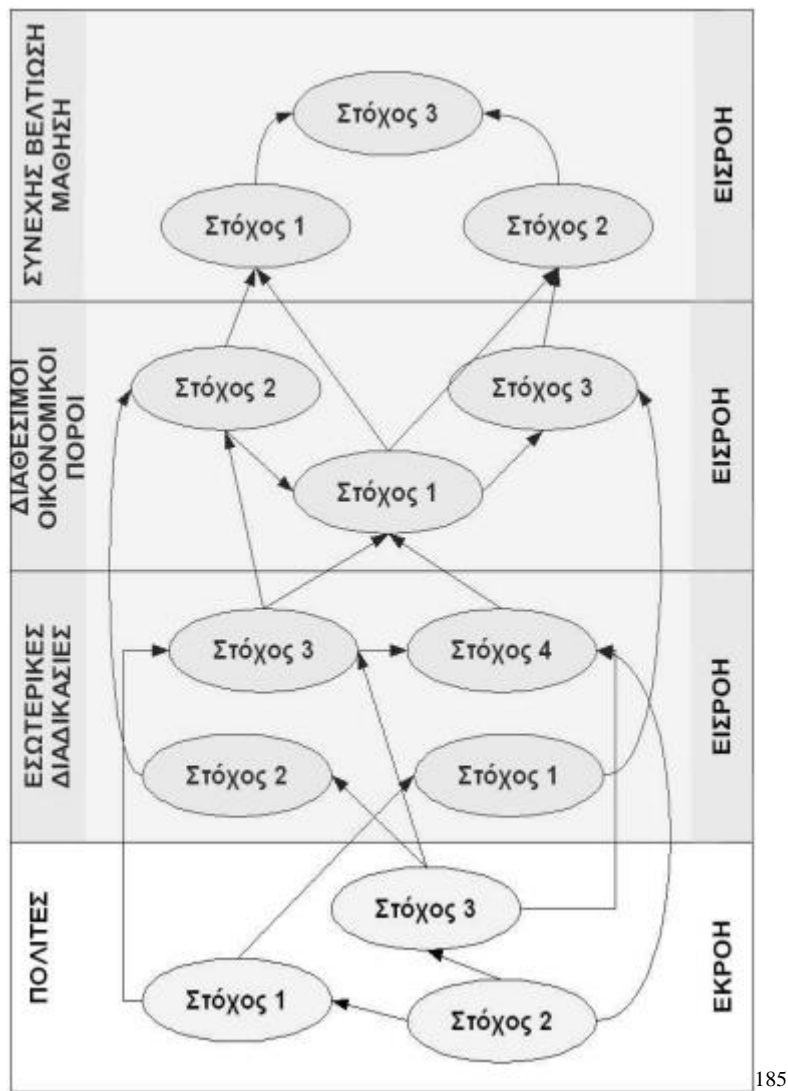 ΣΥΝΕΧΗΣ ΒΕΛΤΙΩΣΗ
ΜΑΘΗΣΗ
Στόχος 3
Στόχος 1
Στόχος 2
ΕΙΣΡΟΗ
ΔΙΑΘΕΣΙΜΟΙ
ΟΙΚΟΝΟΜΙΚΟΙ
ΠΟΡΟΙ
Στόχος 2
Στόχος 3
Στόχος 1
ΕΙΣΡΟΗ
ΕΣΩΤΕΡΙΚΕΣ
ΔΙΑΔΙΚΑΣΙΕΣ
Στόχος 3
Στόχος 4
Στόχος 2
Στόχος 1
ΕΙΣΡΟΗ
ΠΟΛΙΤΕΣ
Στόχος 3
Στόχος 1
Στόχος 2
ΕΚΡΟΗ
185